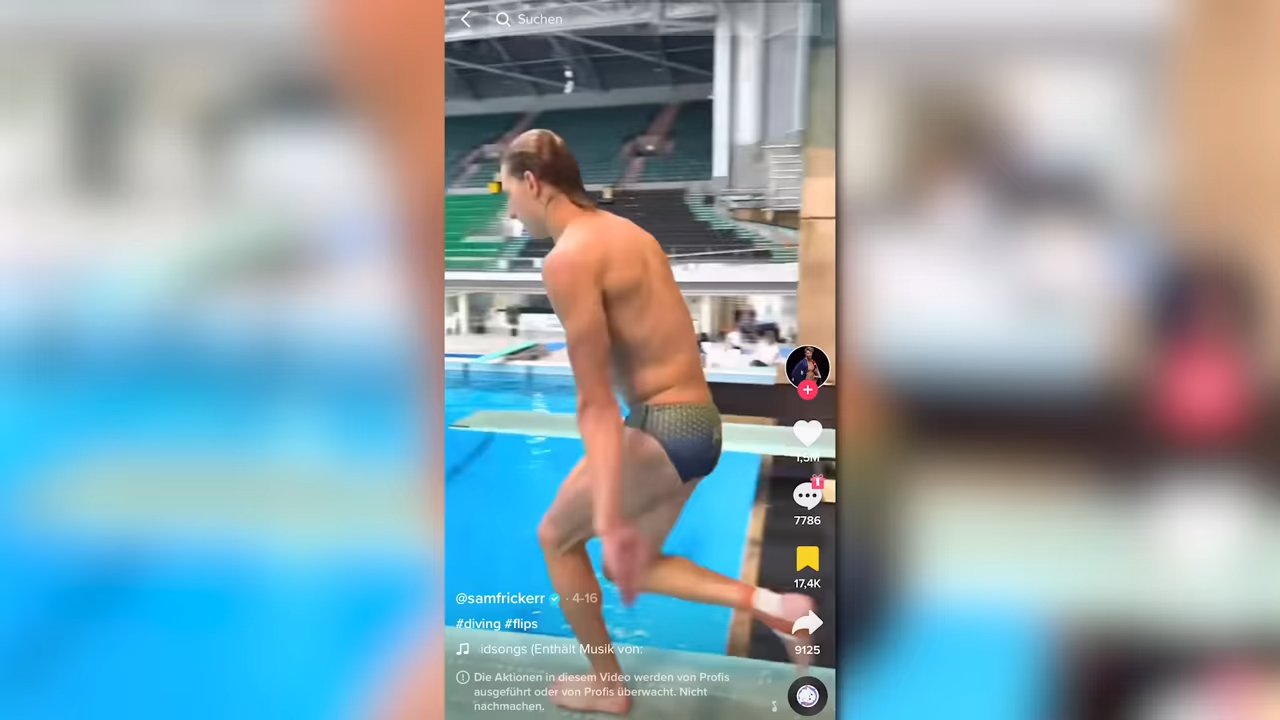 Suchen
1,3M
7786
17,4K
9125
@samfrickerr · 4-16
#diving #flips
idsongs (Enthält Musik von:
Die Aktionen in diesem Video werden von Profis
ausgeführt oder von Profis überwacht. Nicht
nachmachen.